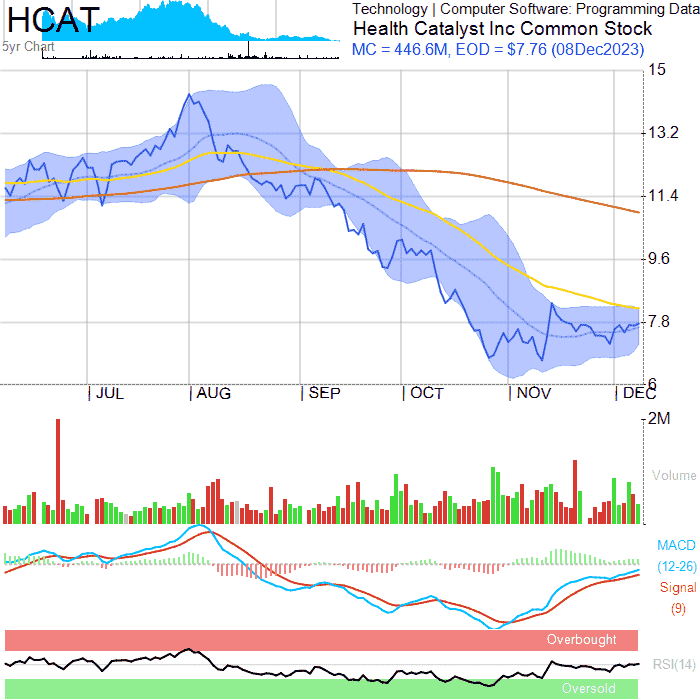 HCAT
5yr Chart
Technology | Computer Software: Programming Data
Health Catalyst Inc Common Stock
MC = 446.6M, EOD = $7.76 (08Dec2023)
15
13.2
11.4
9.6
7.8
6
JUL
AUG
SEP
OCT
NOV
DEC
2M
Volume
MACD
(12-26)
Signal
(9)
Overbought
RSI(14)
Oversold